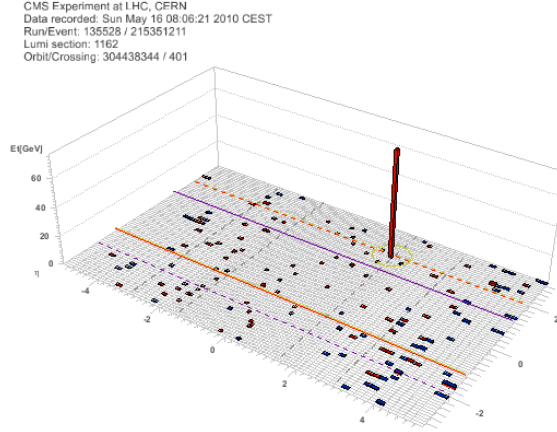 CMS Experiment at LHC, CERN
Data recorded: Sun May 16 08:06:21 2010 CEST
Run/Event: 135528 / 215351211
Lumi section: 1162
Orbit/Crossing: 304438344 / 401
Et[GeV]
60
40
20
0
η
-4
-2
0
2
4
2
0
-2